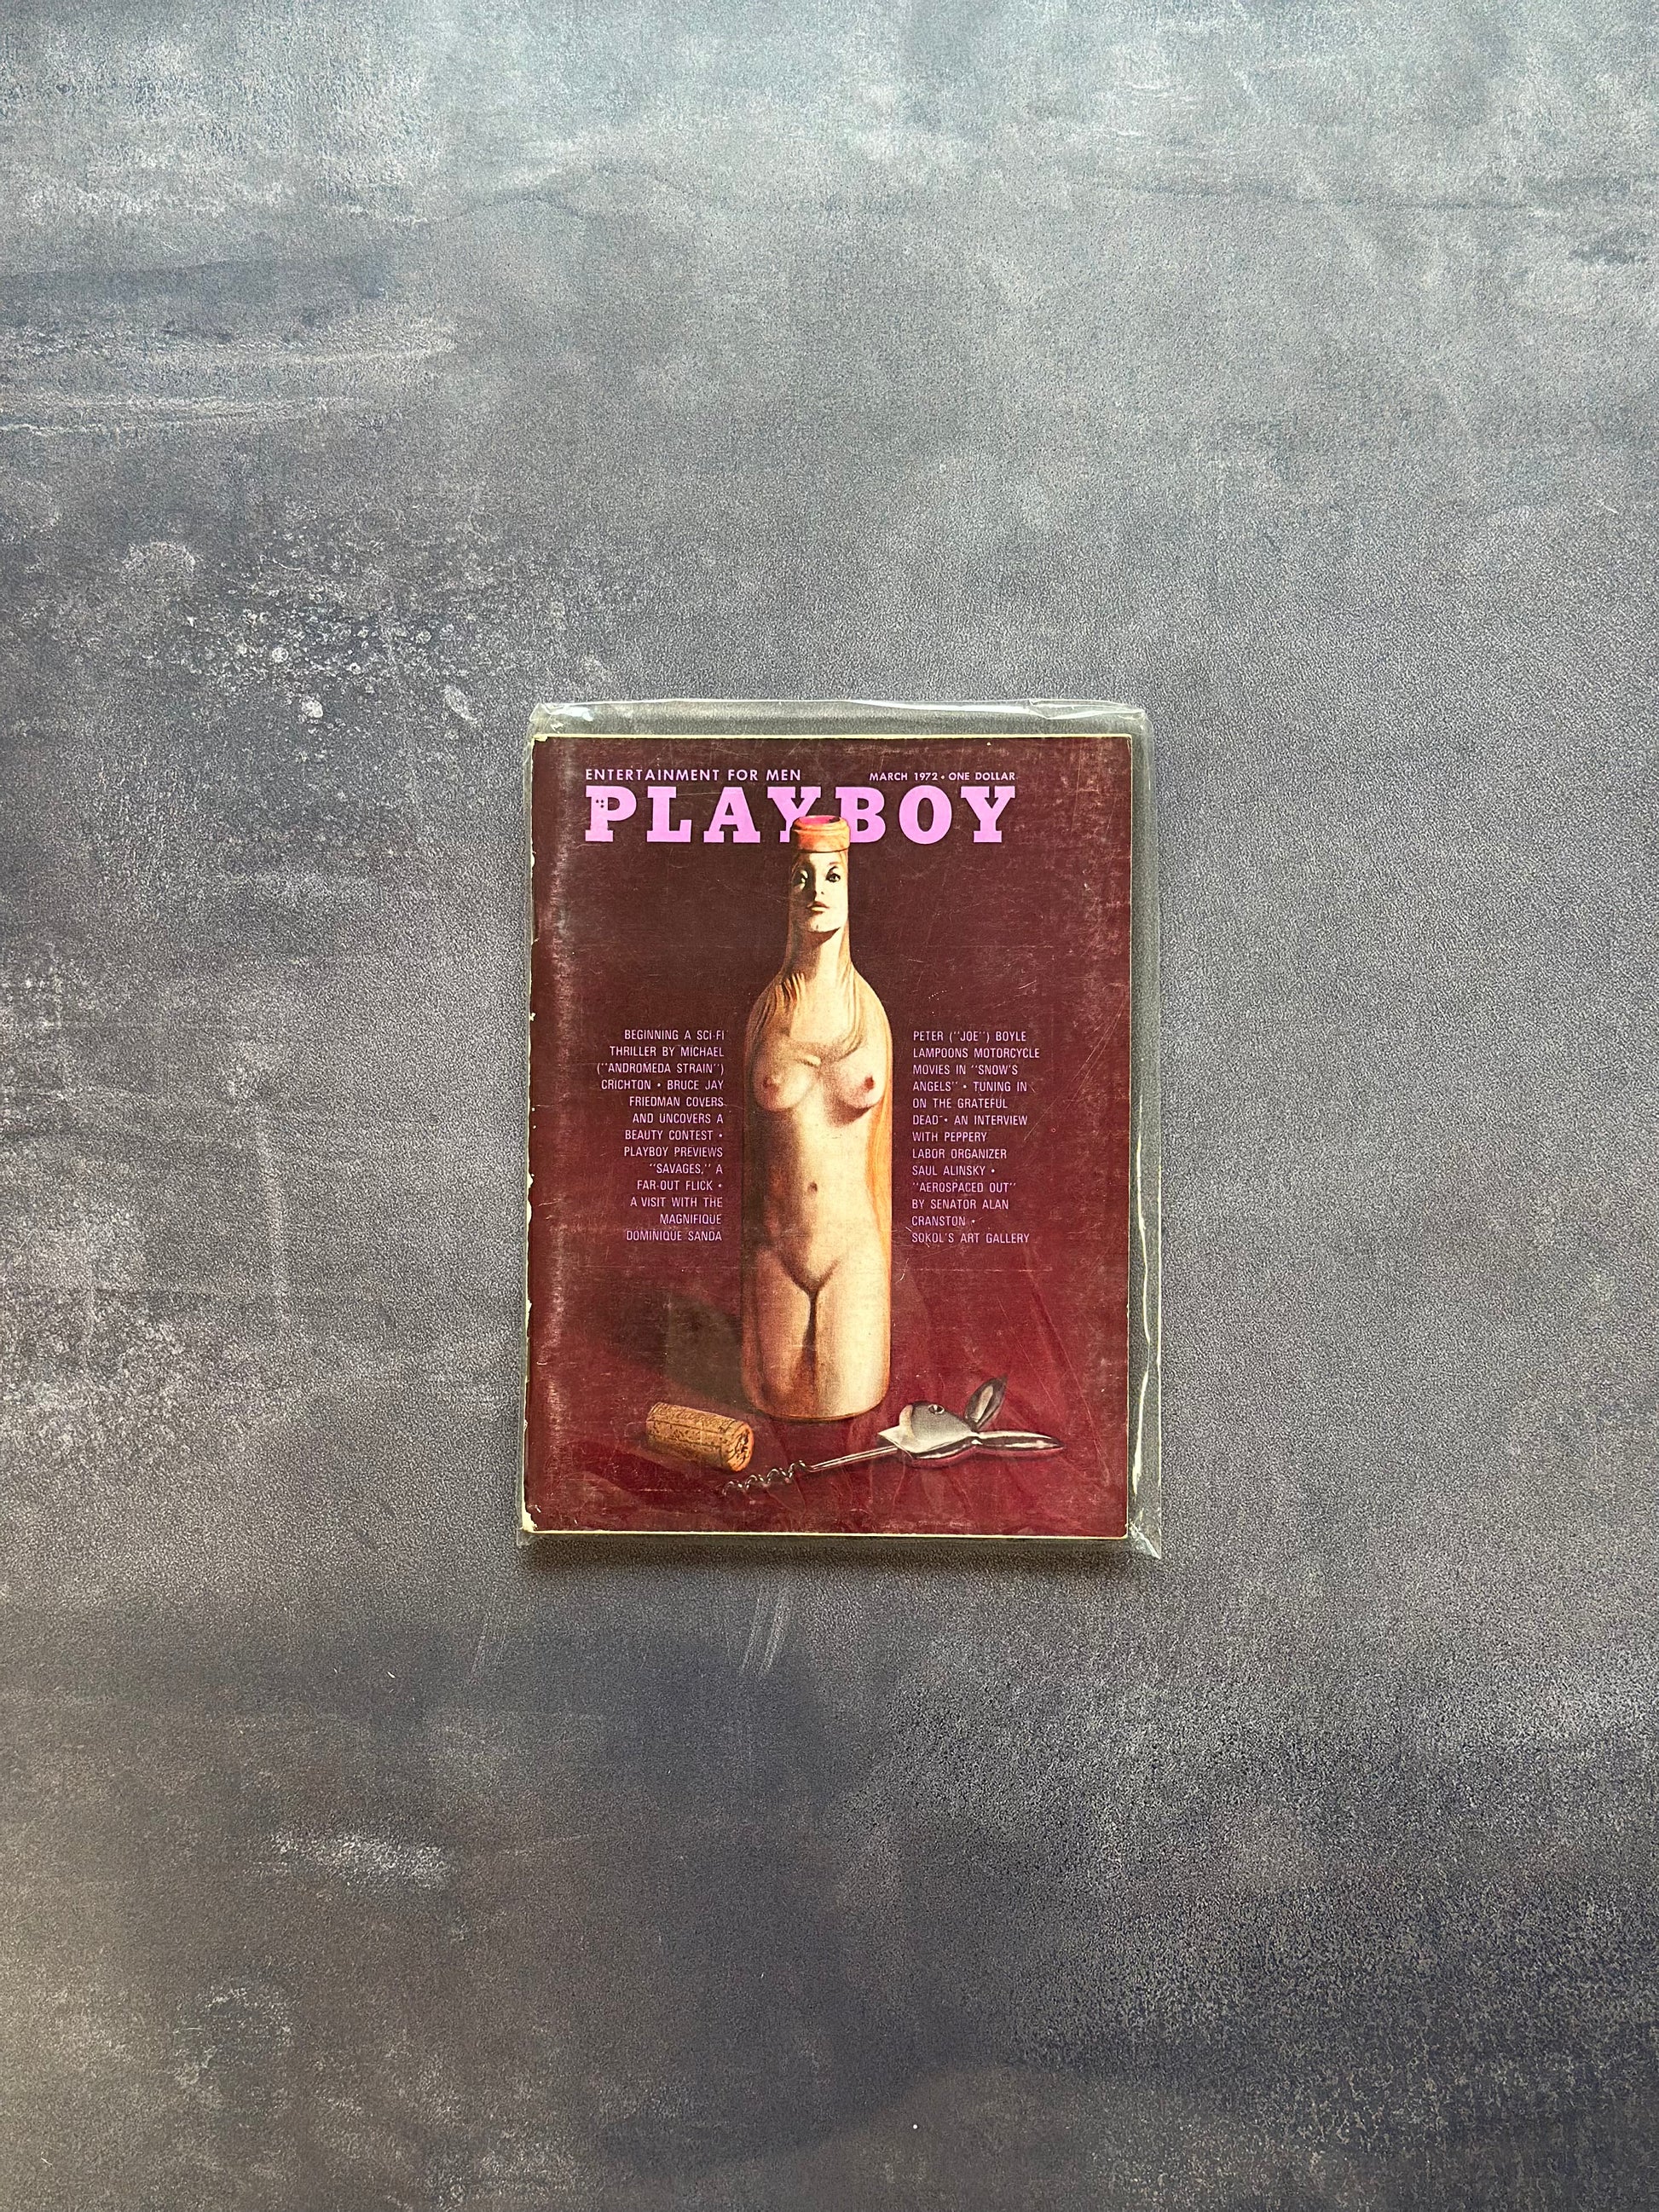 ENTERTAINMENT FOR MEN
MARCH 1972 • ONE DOLLAR
PLAYBOY
BEGINNING A SCI-FI
THRILLER BY MICHAEL
("ANDROMEDA STRAIN")
CRICHTON • BRUCE JAY
FRIEDMAN COVERS
AND UNCOVERS A
BEAUTY CONTEST •
PLAYBOY PREVIEWS
"SAVAGES," A
FAR-OUT FLICK •
A VISIT WITH THE
MAGNIFIQUE
DOMINIQUE SANDA
PETER ("JOE") BOYLE
LAMPOONS MOTORCYCLE
MOVIES IN "SNOW'S
ANGELS" • TUNING IN
ON THE GRATEFUL
DEAD • AN INTERVIEW
WITH PEPPERY
LABOR ORGANIZER
SAUL ALINSKY •
"AEROSPACED OUT"
BY SENATOR ALAN
CRANSTON •
SOKOL'S ART GALLERY